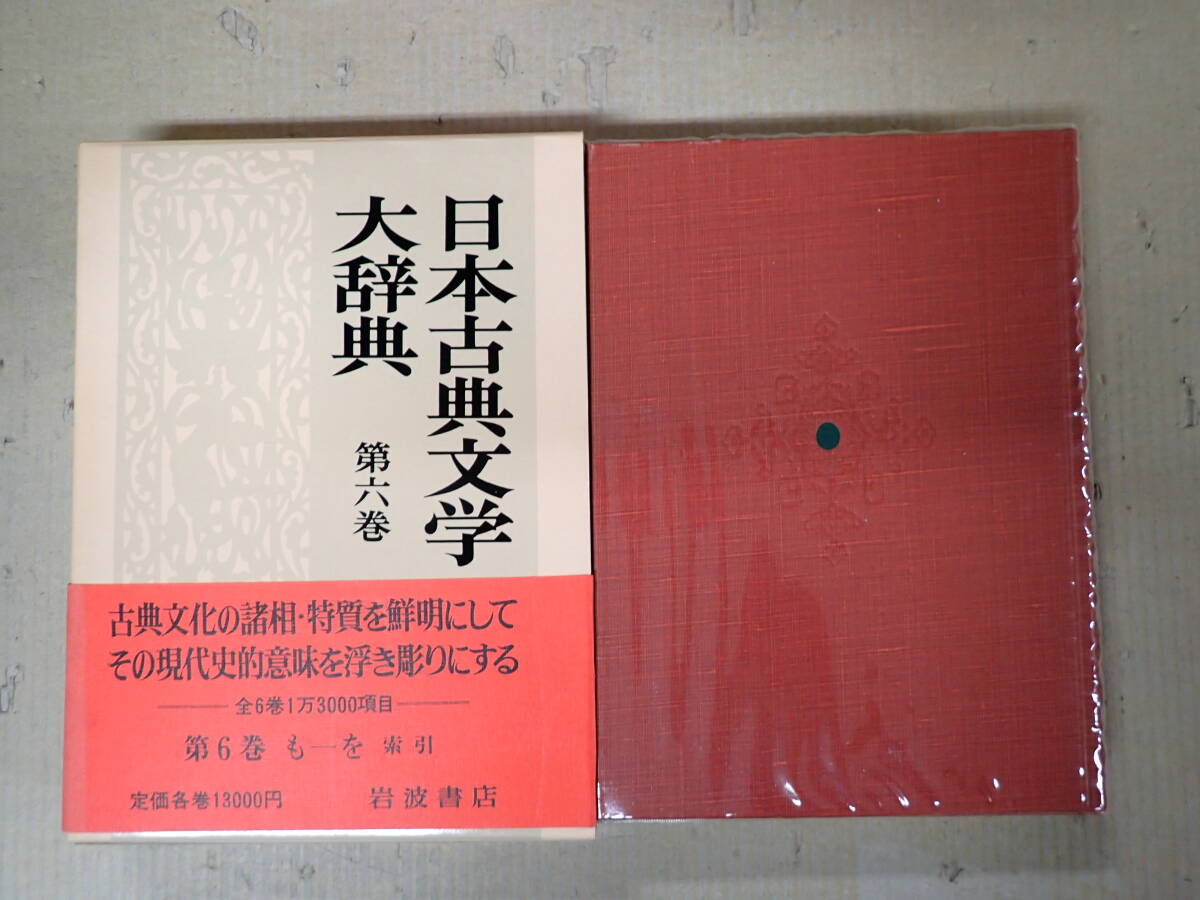 日本古典文学
大辞典
第六巻
古典文化の諸相・特質を鮮明にして
その現代史的意味を浮き彫りにする
全6巻1万3000項目
第6巻 も―を 索引
定価各巻13000円 岩波書店